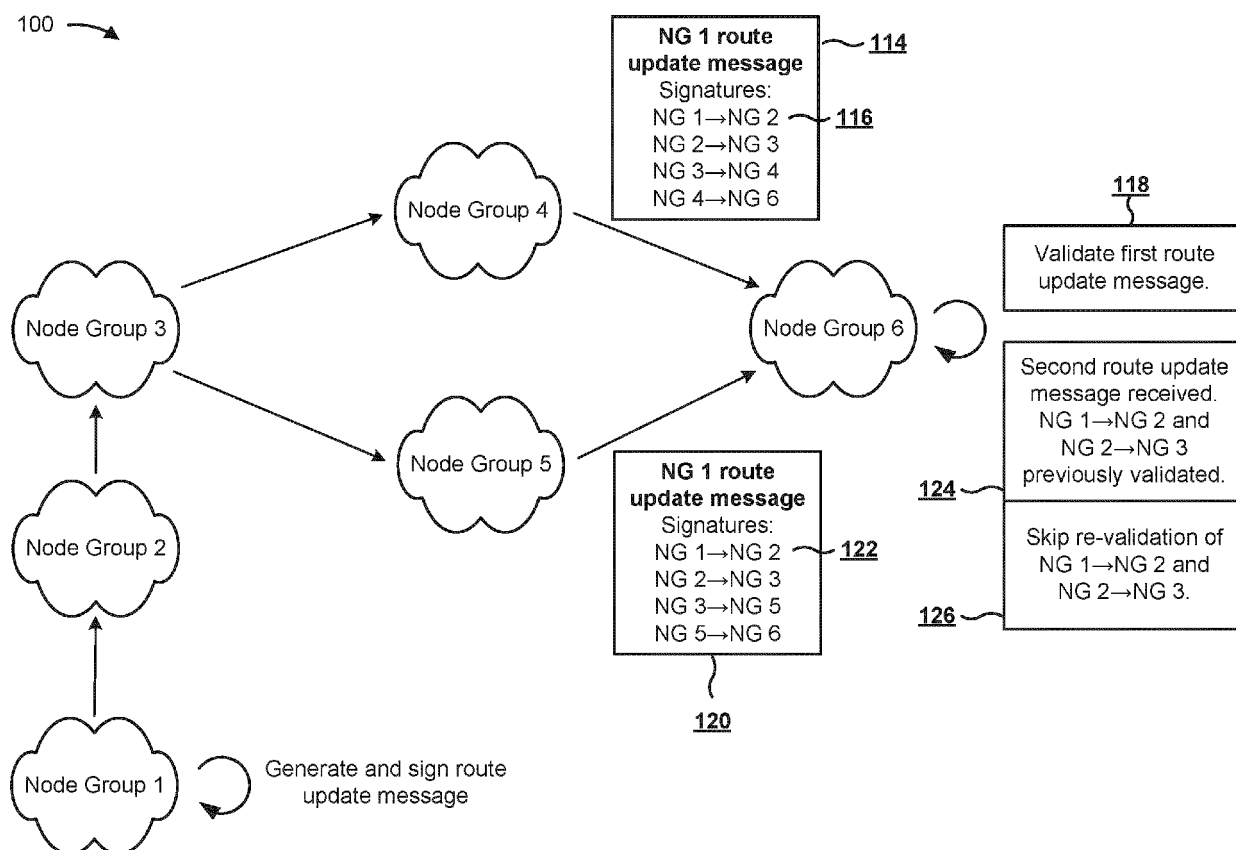 100
NG 1 route
update message
Signatures:
NG 1→NG 2
NG 2→NG 3
NG 3→NG 4
NG 4→NG 6
114
116
Node Group 4
118
Validate first route
update message.
Node Group 3
Node Group 6
Second route update
message received.
NG 1→NG 2 and
NG 2→NG 3
previously validated.
124
Node Group 5
NG 1 route
update message
Signatures:
NG 1→NG 2
NG 2→NG 3
NG 3→NG 5
NG 5→NG 6
122
120
Skip re-validation of
NG 1→NG 2 and
NG 2→NG 3.
126
Node Group 2
Node Group 1
Generate and sign route
update message